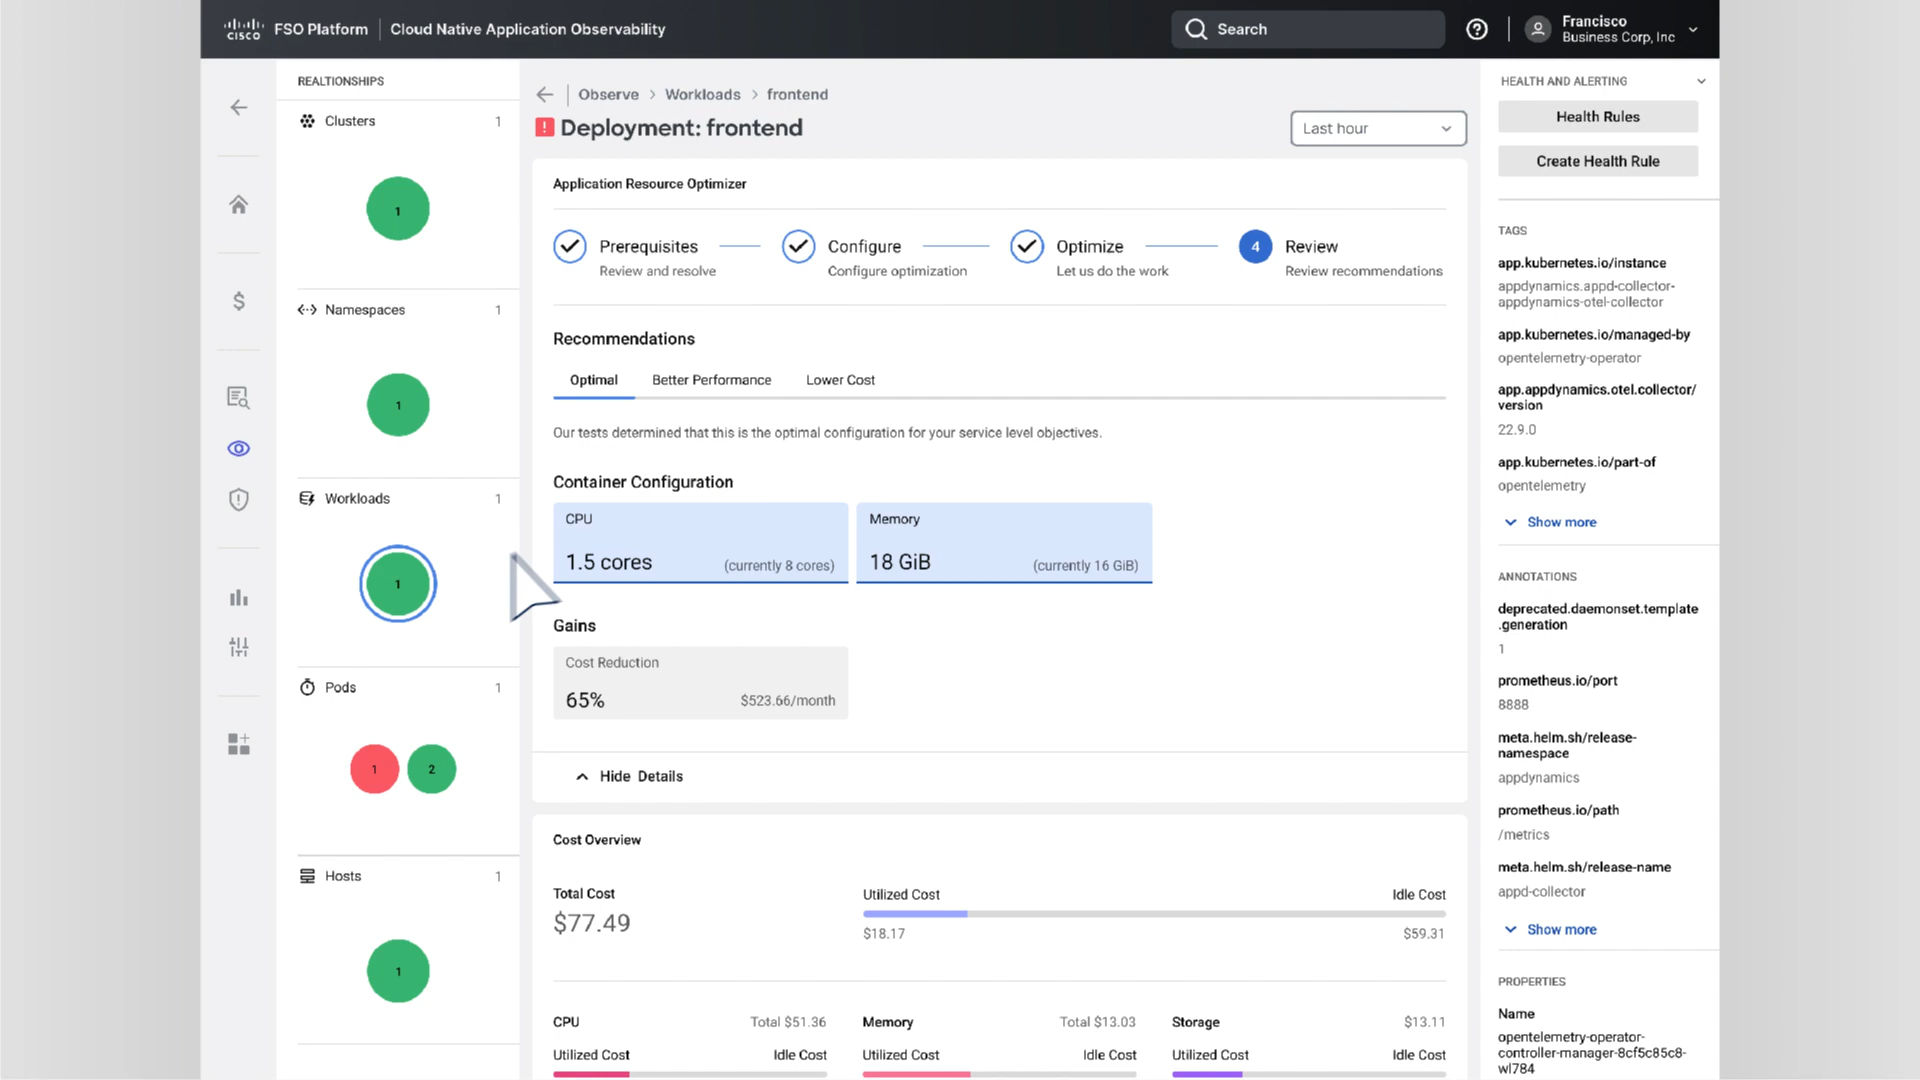 cisco FSO Platform Cloud Native Application Observability
Search
Francisco
Business Corp, Inc
REALTIONSHIPS
Clusters 1
1
Namespaces 1
1
Workloads 1
1
Pods 1
1 2
Hosts 1
1
Observe > Workloads > frontend
! Deployment: frontend
Last hour
Application Resource Optimizer
Prerequisites
Review and resolve
Configure
Configure optimization
Optimize
Let us do the work
4 Review
Review recommendations
Recommendations
Optimal Better Performance Lower Cost
Our tests determined that this is the optimal configuration for your service level objectives.
Container Configuration
CPU
1.5 cores (currently 8 cores)
Memory
18 GiB (currently 16 GiB)
Gains
Cost Reduction
65% $523.66/month
Hide Details
Cost Overview
Total Cost
$77.49
Utilized Cost Idle Cost
$18.17 $59.31
CPU Total $51.36
Utilized Cost Idle Cost
Memory Total $13.03
Utilized Cost Idle Cost
Storage $13.11
Utilized Cost Idle Cost
HEALTH AND ALERTING
Health Rules
Create Health Rule
TAGS
app.kubernetes.io/instance
appdynamics.appd-collector-
appdynamics-otel-collector
app.kubernetes.io/managed-by
opentelemetry-operator
app.appdynamics.otel.collector/
version
22.9.0
app.kubernetes.io/part-of
opentelemetry
Show more
ANNOTATIONS
deprecated.daemonset.template
.generation
1
prometheus.io/port
8888
meta.helm.sh/release-
namespace
appdynamics
prometheus.io/path
/metrics
meta.helm.sh/release-name
appd-collector
Show more
PROPERTIES
Name
opentelemetry-operator-
controller-manager-8cf5c85c8-
wl784